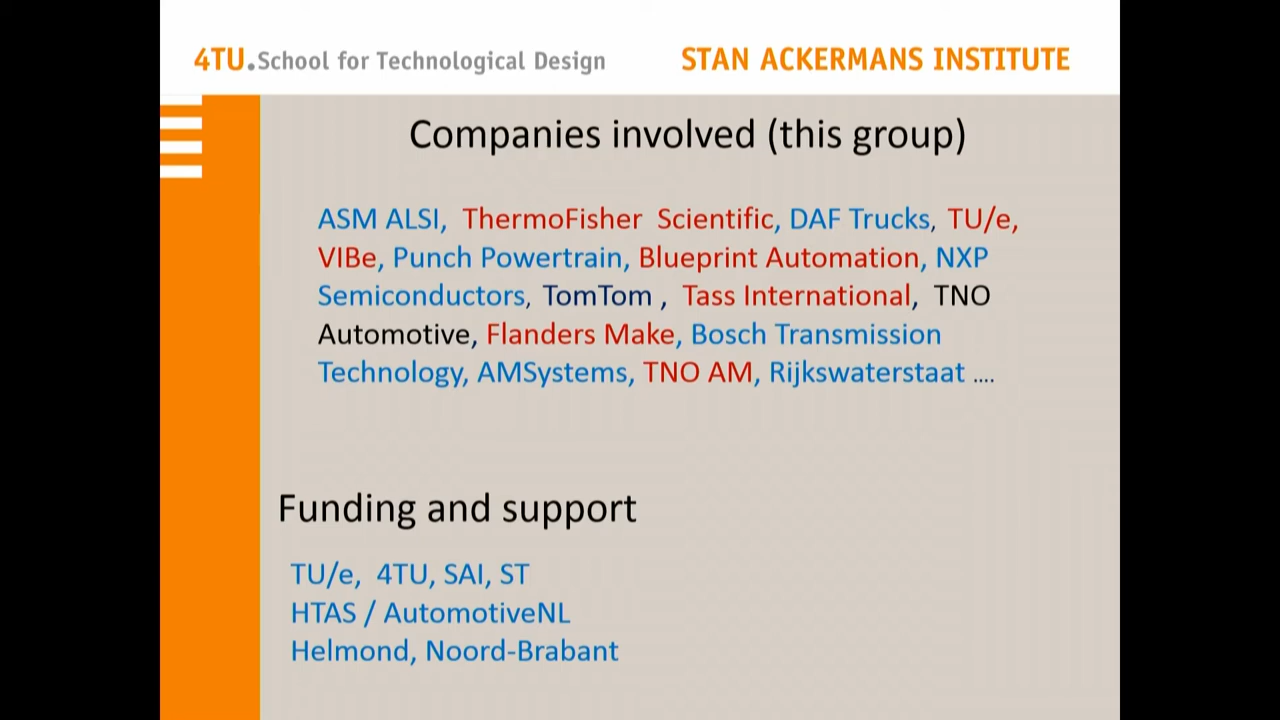 4TU.School for Technological Design STAN ACKERMANS INSTITUTE
Companies involved (this group)
ASM ALSI, ThermoFisher Scientific, DAF Trucks, TU/e,
VIBe, Punch Powertrain, Blueprint Automation, NXP
Semiconductors, TomTom , Tass International, TNO
Automotive, Flanders Make, Bosch Transmission
Technology, AMSystems, TNO AM, Rijkswaterstaat ....
Funding and support
TU/e, 4TU, SAI, ST
HTAS / AutomotiveNL
Helmond, Noord-Brabant